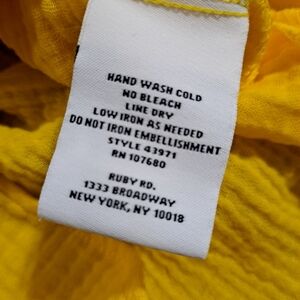 HAND WASH COLD
NO BLEACH
LINE DRY
LOW IRON AS NEEDED
DO NOT IRON EMBELLISHMENT
STYLE 43971
RN 107680
RUBY RD.
1333 BROADWAY
NEW YORK, NY 10018